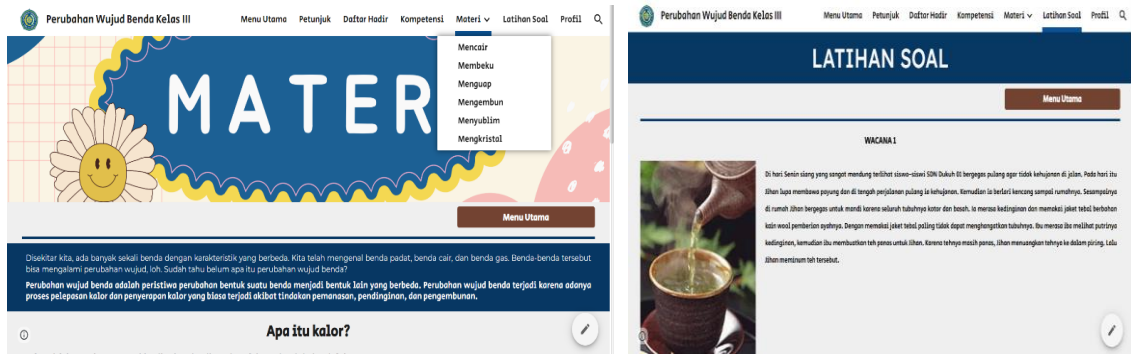 Perubahan Wujud Benda Kelas III
Menu Utama Petunjuk Daftar Hadir Kompetensi Materi Latihan Soal Profil
Mencair
Membeku
Menguap
Mengembun
Menyublim
Mengkristal
MATER
Menu Utama
Disekitar kita, ada banyak sekali benda dengan karakteristik yang berbeda. Kita telah mengenal benda padat, benda cair, dan benda gas. Benda-benda tersebut
bisa mengalami perubahan wujud, loh. Sudah tahu belum apa itu perubahan wujud benda?
Perubahan wujud benda adalah peristiwa perubahan bentuk suatu benda menjadi bentuk lain yang berbeda. Perubahan wujud benda terjadi karena adanya
proses pelepasan kalor dan penyerapan kalor yang biasa terjadi akibat tindakan pemanasan, pendinginan, dan pengembunan.
Apa itu kalor?
Perubahan Wujud Benda Kelas III
Menu Utama Petunjuk Daftar Hadir Kompetensi Materi Latihan Soal Profil
LATIHAN SOAL
Menu Utama
WACANA 1
Di hari Senin siang yang sangat mendung terlihat siswa-siswi SDN Dukuh 01 bergegas pulang agar tidak kehujanan di jalan. Pada hari itu
Jihan lupa membawa payung dan di tengah perjalanan pulang ia kehujanan. Kemudian ia berlari kencang sampai rumahnya. Sesampainya
di rumah Jihan bergegas untuk mandi karena seluruh tubuhnya kotor dan basah. Ia merasa kedinginan dan memakai jaket tebal berbahan
kain wool pemberian ayahnya. Dengan memakai jaket tebal paling tidak dapat menghangatkan tubuhnya. Ibu merasa iba melihat putrinya
kedinginan, kemudian ibu membuatkan teh panas untuk Jihan. Karena tehnya masih panas, Jihan menuangkan tehnya ke dalam piring. Lalu
Jihan meminum teh tersebut.